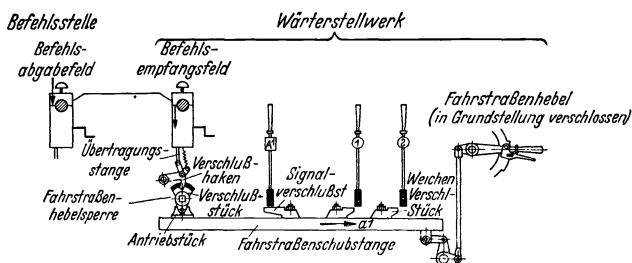 Befehlsstelle
Wärterstellwerk
Befehls-
abgabefeld
Befehls-
empfangsfeld
Fahrstraßenhebel
(in Grundstellung verschlossen)
A¹
1
2
Übertragungs-
stange
Verschluß-
haken
Signal-
verschlußst
Weichen
Verschl-
Stück
Fahrstraßen-
hebelsperre
Verschluß-
stück
Antriebstück
Fahrstraßenschubstange
a1